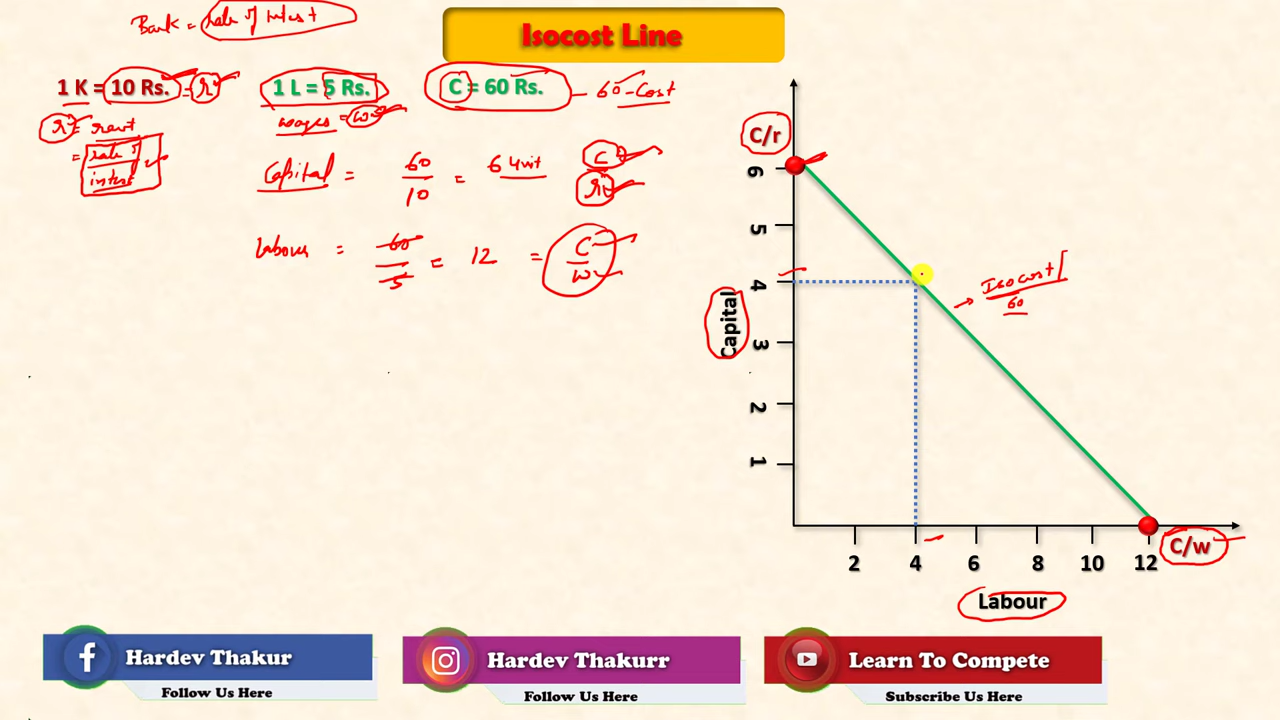 Bank = rate of interest
Isocost Line
1 K = 10 Rs. = r
1 L = 5 Rs.
C = 60 Rs. - 60 - Cost
r = rent
= rate of
interest
wages = w
Capital = 60/10 = 6 Unit C/r
Labour = 60/5 = 12 = C/w
C/r
6
5
4
3
2
1
Capital
Isocost
60
2 4 6 8 10 12
C/w
Labour
Hardev Thakur
Follow Us Here
Hardev Thakurr
Follow Us Here
Learn To Compete
Subscribe Us Here